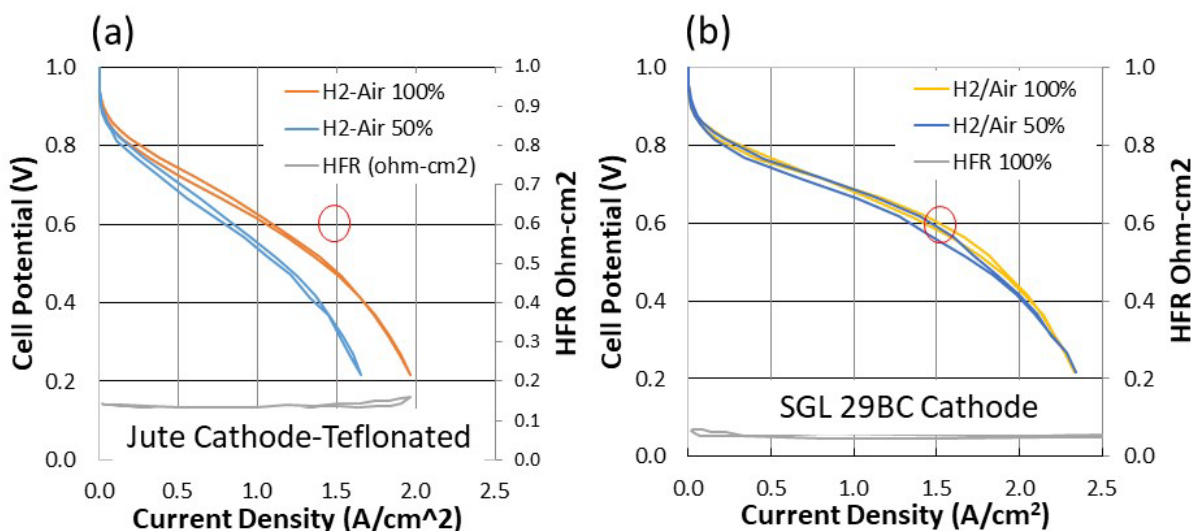 (a)
H2-Air 100%
H2-Air 50%
HFR (ohm-cm2)
Cell Potential (V)
1.0
0.8
0.6
0.4
0.2
0.0
HFR Ohm-cm2
1.0
0.9
0.8
0.7
0.6
0.5
0.4
0.3
0.2
0.1
0.0
Jute Cathode-Teflonated
0.0 0.5 1.0 1.5 2.0 2.5
Current Density (A/cm^2)
(b)
H2/Air 100%
H2/Air 50%
HFR 100%
Cell Potential (V)
1.0
0.8
0.6
0.4
0.2
0.0
HFR Ohm-cm2
1.0
0.8
0.6
0.4
0.2
0.0
SGL 29BC Cathode
0.0 0.5 1.0 1.5 2.0 2.5
Current Density (A/cm²)